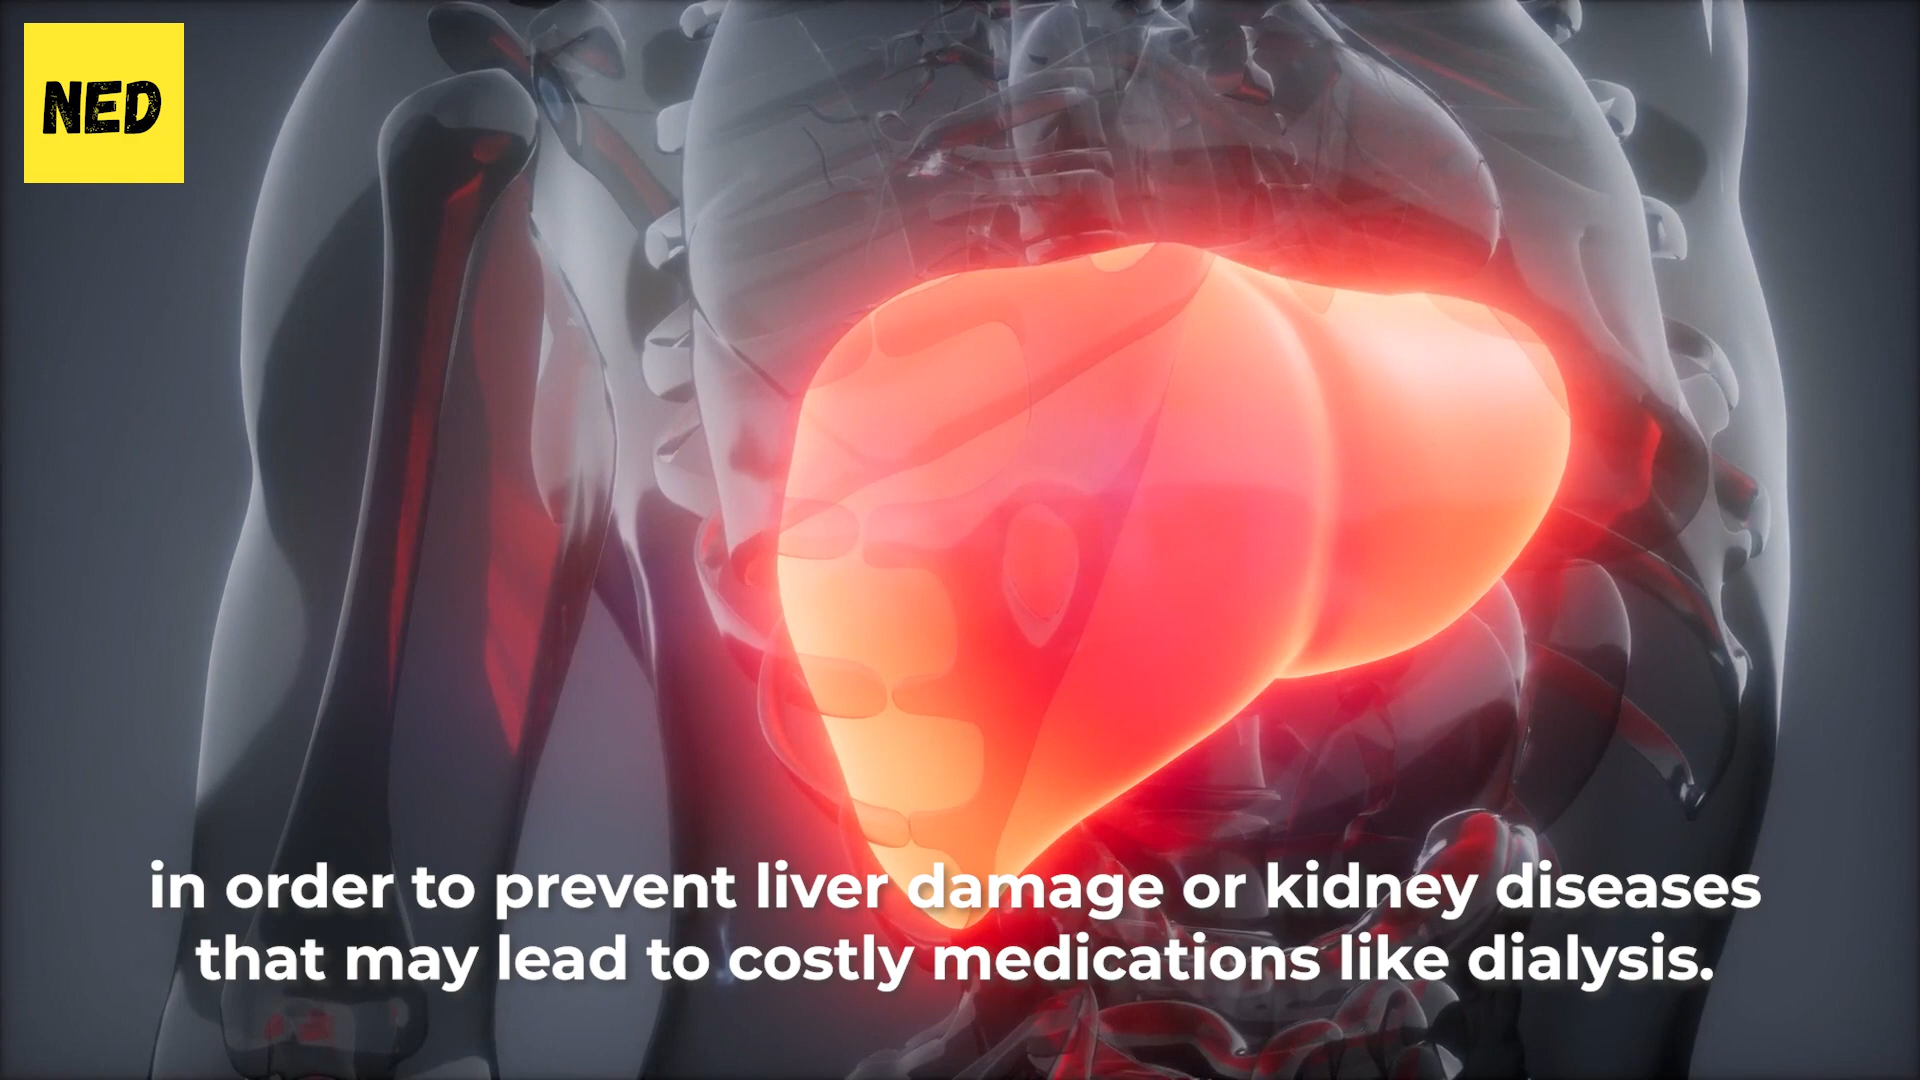 NED
in order to prevent liver damage or kidney diseases
that may lead to costly medications like dialysis.